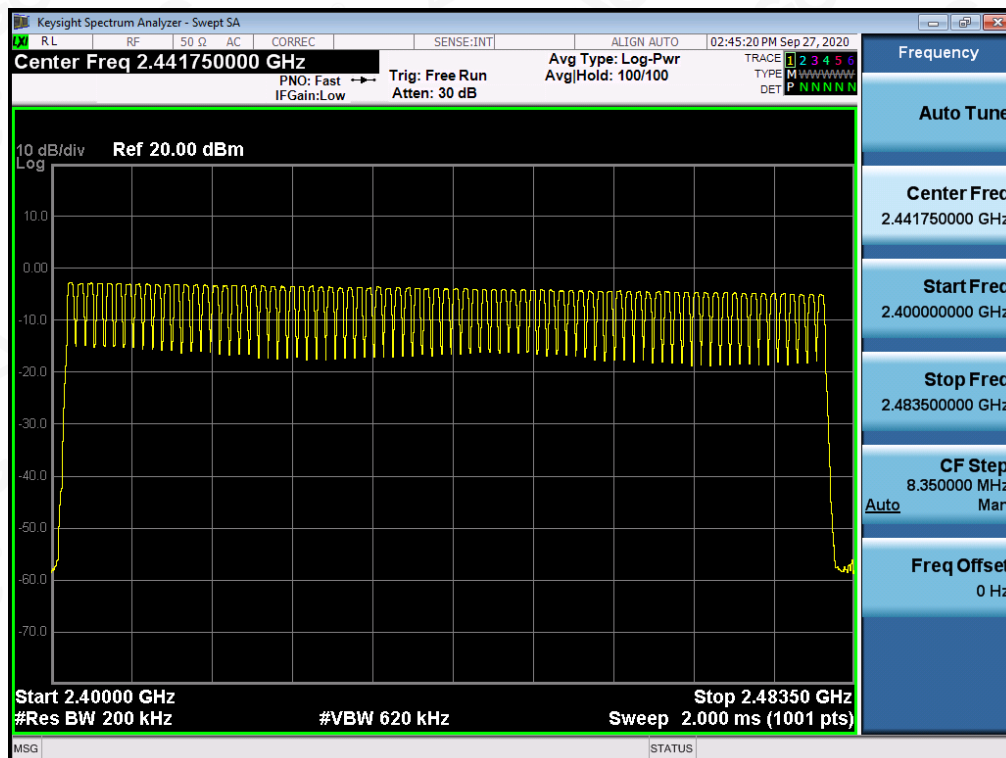 Keysight Spectrum Analyzer - Swept SA
LXI RL RF 50 Ω AC CORREC SENSE:INT ALIGN AUTO 02:45:20 PM Sep 27, 2020
Center Freq 2.441750000 GHz
PNO: Fast
IFGain:Low
Trig: Free Run
Atten: 30 dB
Avg Type: Log-Pwr
Avg|Hold: 100/100
TRACE 1 2 3 4 5 6
TYPE M WWWWW
DET P N N N N N
Frequency
Auto Tune
Center Freq
2.441750000 GHz
Start Freq
2.400000000 GHz
Stop Freq
2.483500000 GHz
CF Step
8.350000 MHz
Auto Man
Freq Offset
0 Hz
10 dB/div Ref 20.00 dBm
Log
10.0
0.00
-10.0
-20.0
-30.0
-40.0
-50.0
-60.0
-70.0
Start 2.40000 GHz Stop 2.48350 GHz
#Res BW 200 kHz #VBW 620 kHz Sweep 2.000 ms (1001 pts)
MSG STATUS